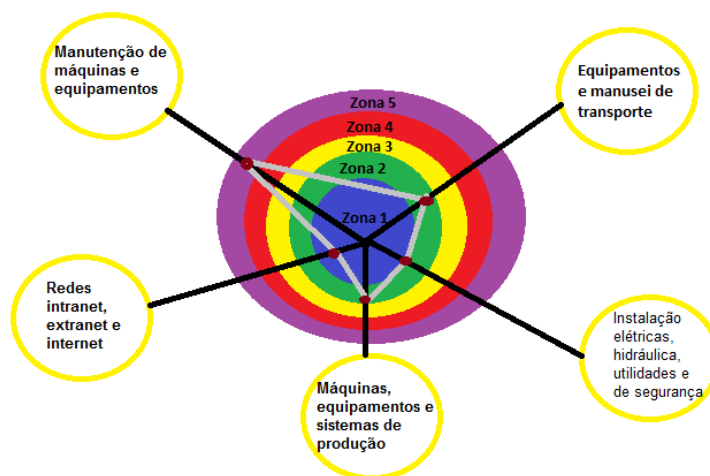 Manutenção de
máquinas e
equipamentos
Zona 5
Zona 4
Zona 3
Zona 2
Zona 1
Equipamentos
e manusei de
transporte
Redes
intranet,
extranet e
internet
Máquinas,
equipamentos e
sistemas de
produção
Instalação
elétricas,
hidráulica,
utilidades e
de segurança